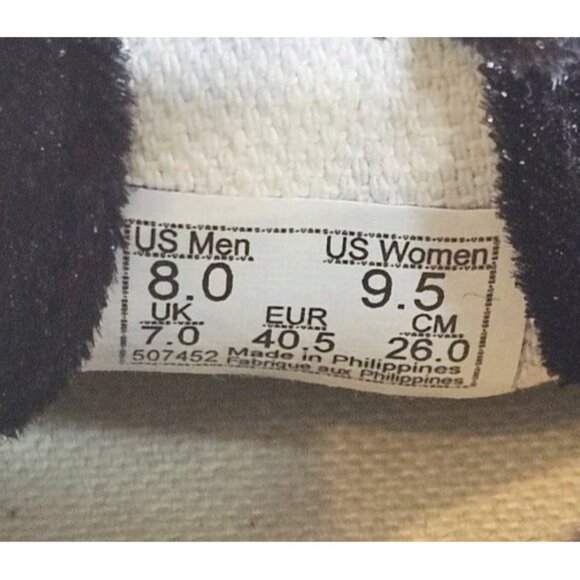 US Men US Women
8.0 9.5
UK EUR CM
7.0 40.5 26.0
507452 Made in Philippines
Fabrique aux Philippines